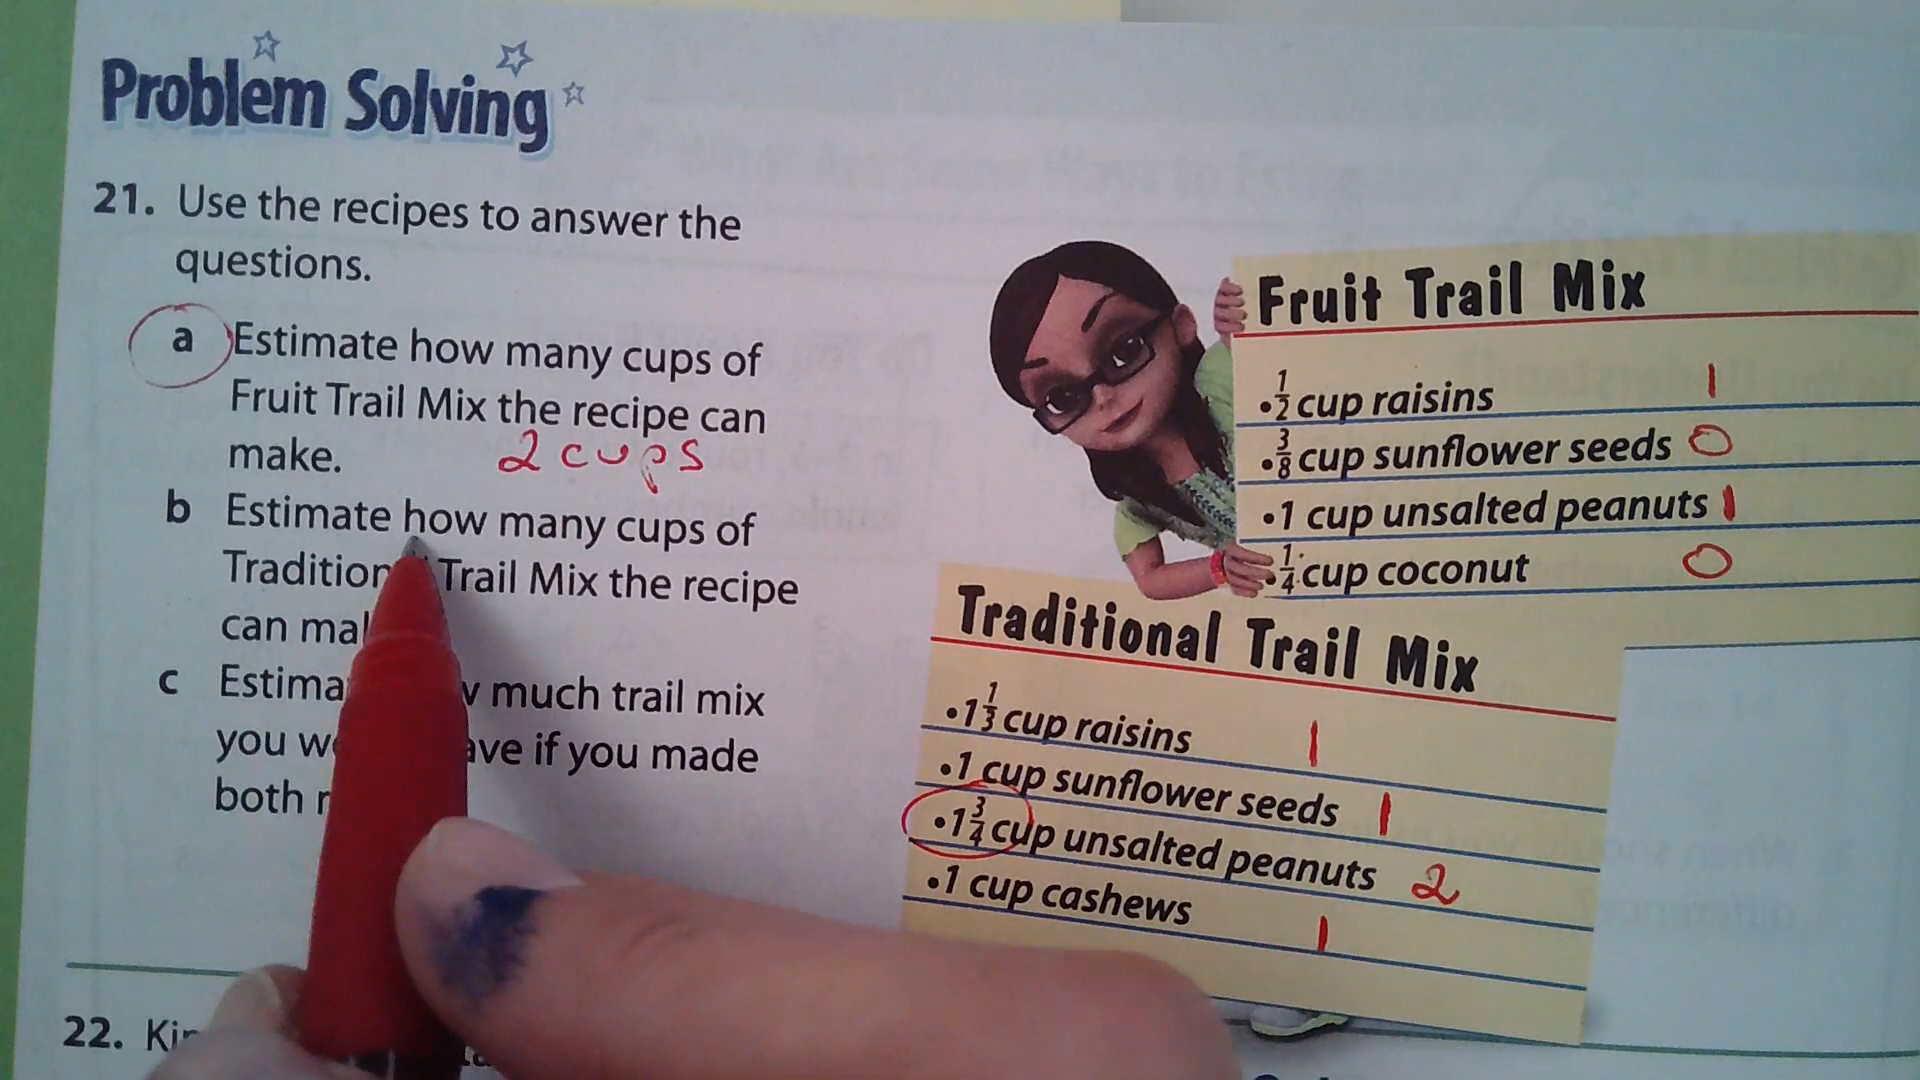 Problem Solving
21. Use the recipes to answer the
questions.
a Estimate how many cups of
Fruit Trail Mix the recipe can
make. 2 cups
b Estimate how many cups of
Trail Mix the recipe
can
c much trail mix
you if you made
both
22.
Fruit Trail Mix
•1/2 cup raisins 1
•3/8 cup sunflower seeds 0
•1 cup unsalted peanuts 1
•1/4 cup coconut 0
Traditional Trail Mix
•1 1/3 cup raisins 1
•1 cup sunflower seeds 1
•1 3/4 cup unsalted peanuts 2
•1 cup cashews 1